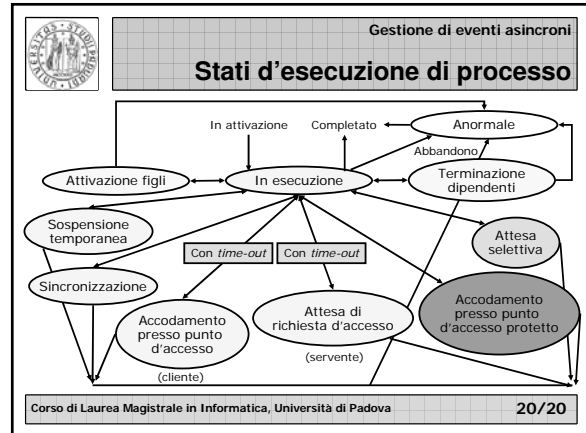 Gestione di eventi asincroni
Stati d'esecuzione di processo
In attivazione
Completato
Anormale
Abbandono
Attivazione figli
In esecuzione
Terminazione
dipendenti
Sospensione
temporanea
Con time-out
Con time-out
Attesa
selettiva
Sincronizzazione
Accodamento
presso punto
d'accesso
(cliente)
Attesa di
richiesta d'accesso
(servente)
Accodamento
presso punto
d'accesso protetto
Corso di Laurea Magistrale in Informatica, Università di Padova
20/20